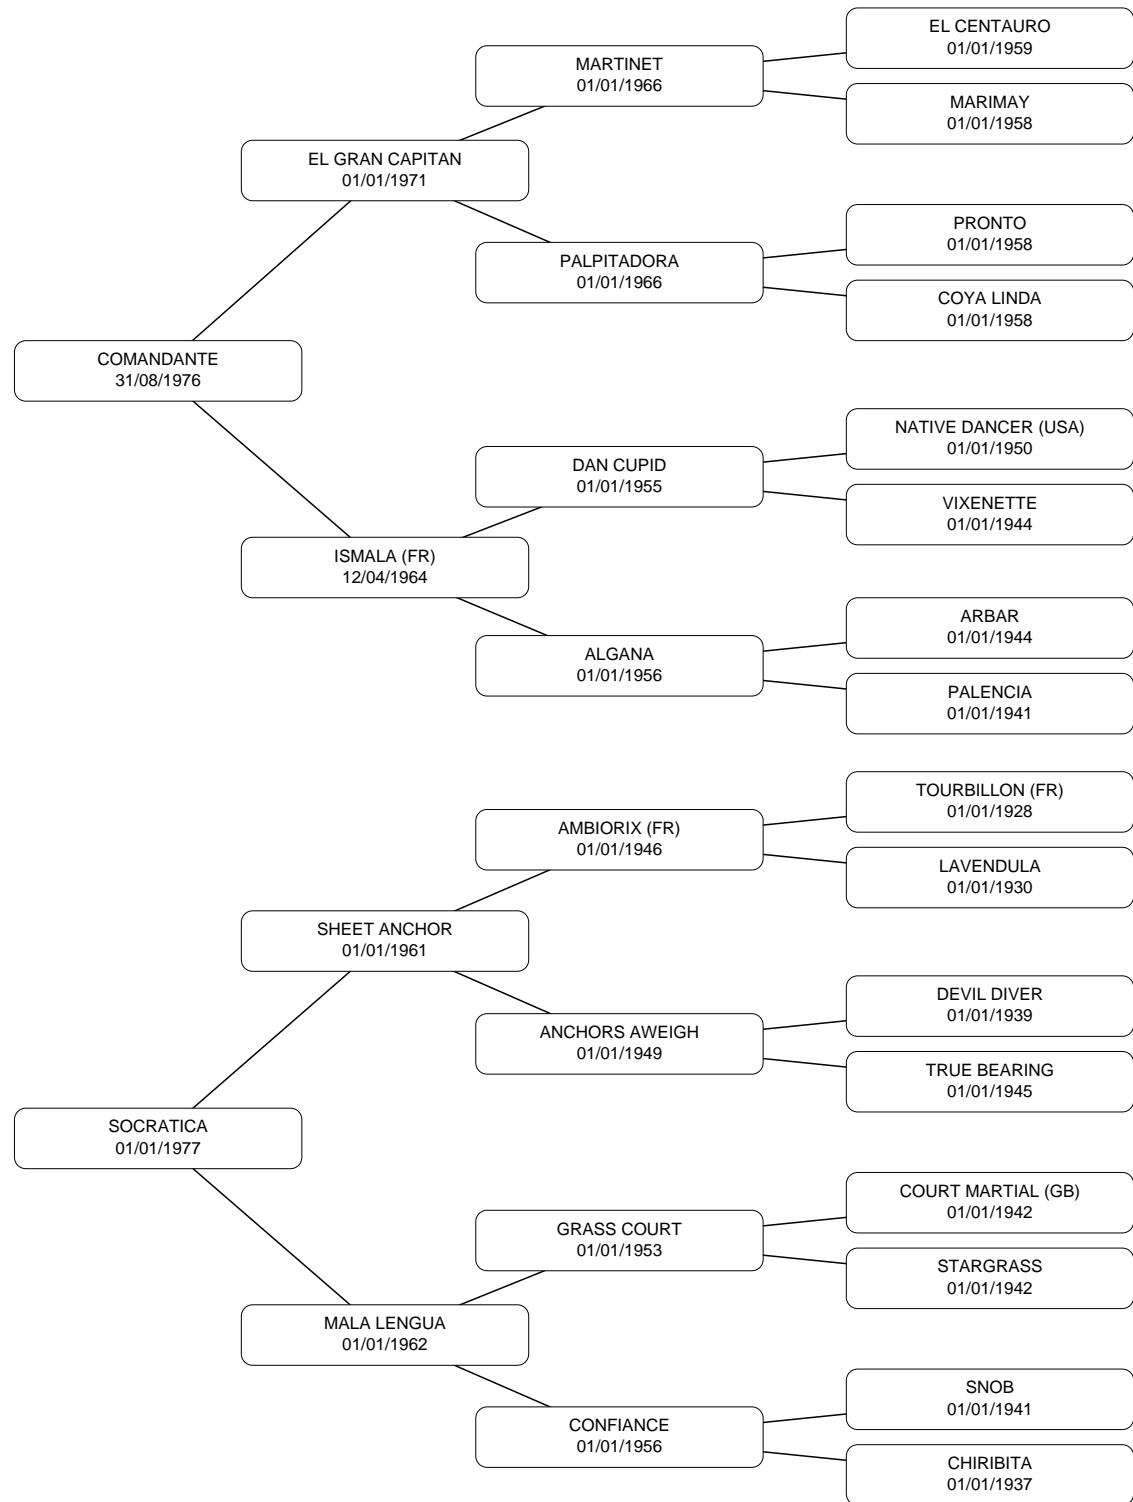 EL CENTAURO
01/01/1959
MARTINET
01/01/1966
MARIMAY
01/01/1958
EL GRAN CAPITAN
01/01/1971
PRONTO
01/01/1958
PALPITADORA
01/01/1966
COYA LINDA
01/01/1958
COMANDANTE
31/08/1976
NATIVE DANCER (USA)
01/01/1950
DAN CUPID
01/01/1955
VIXENETTE
01/01/1944
ISMALA (FR)
12/04/1964
ARBAR
01/01/1944
ALGANA
01/01/1956
PALENCIA
01/01/1941
TOURBILLON (FR)
01/01/1928
AMBIORIX (FR)
01/01/1946
LAVENDULA
01/01/1930
SHEET ANCHOR
01/01/1961
DEVIL DIVER
01/01/1939
ANCHORS AWEIGH
01/01/1949
TRUE BEARING
01/01/1945
SOCRATICA
01/01/1977
COURT MARTIAL (GB)
01/01/1942
GRASS COURT
01/01/1953
STARGRASS
01/01/1942
MALA LENGUA
01/01/1962
SNOB
01/01/1941
CONFIANCE
01/01/1956
CHIRIBITA
01/01/1937